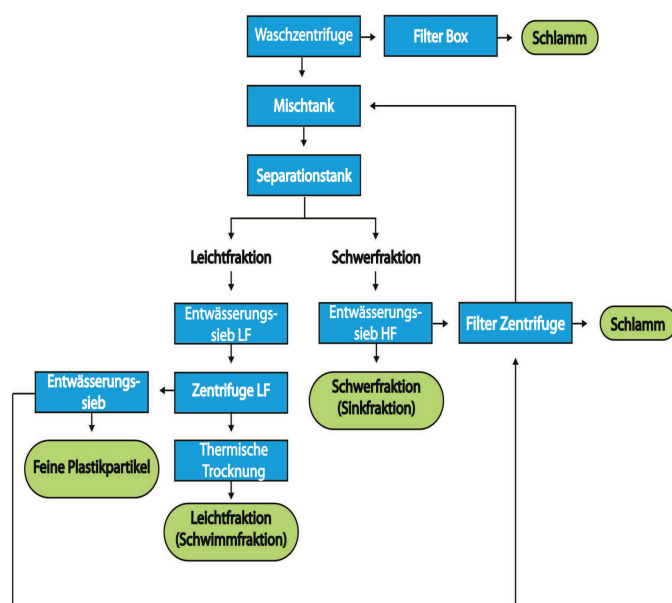 Waschzentrifuge
Filter Box
Schlamm
Mischtank
Separationstank
Leichtfraktion
Schwerfraktion
Entwässerungs-
sieb LF
Entwässerungs-
sieb HF
Filter Zentrifuge
Schlamm
Entwässerungs-
sieb
Zentrifuge LF
Schwerfraktion
(Sinkfraktion)
Feine Plastikpartikel
Thermische
Trocknung
Leichtfraktion
(Schwimmfraktion)